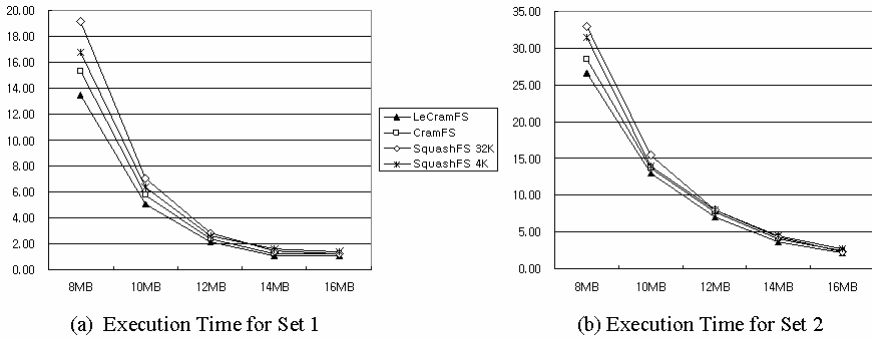 20.00
18.00
16.00
14.00
12.00
10.00
8.00
6.00
4.00
2.00
0.00
8MB 10MB 12MB 14MB 16MB
LeCramFS
CramFS
SquashFS 32K
SquashFS 4K
35.00
30.00
25.00
20.00
15.00
10.00
5.00
0.00
8MB 10MB 12MB 14MB 16MB
(a) Execution Time for Set 1
(b) Execution Time for Set 2